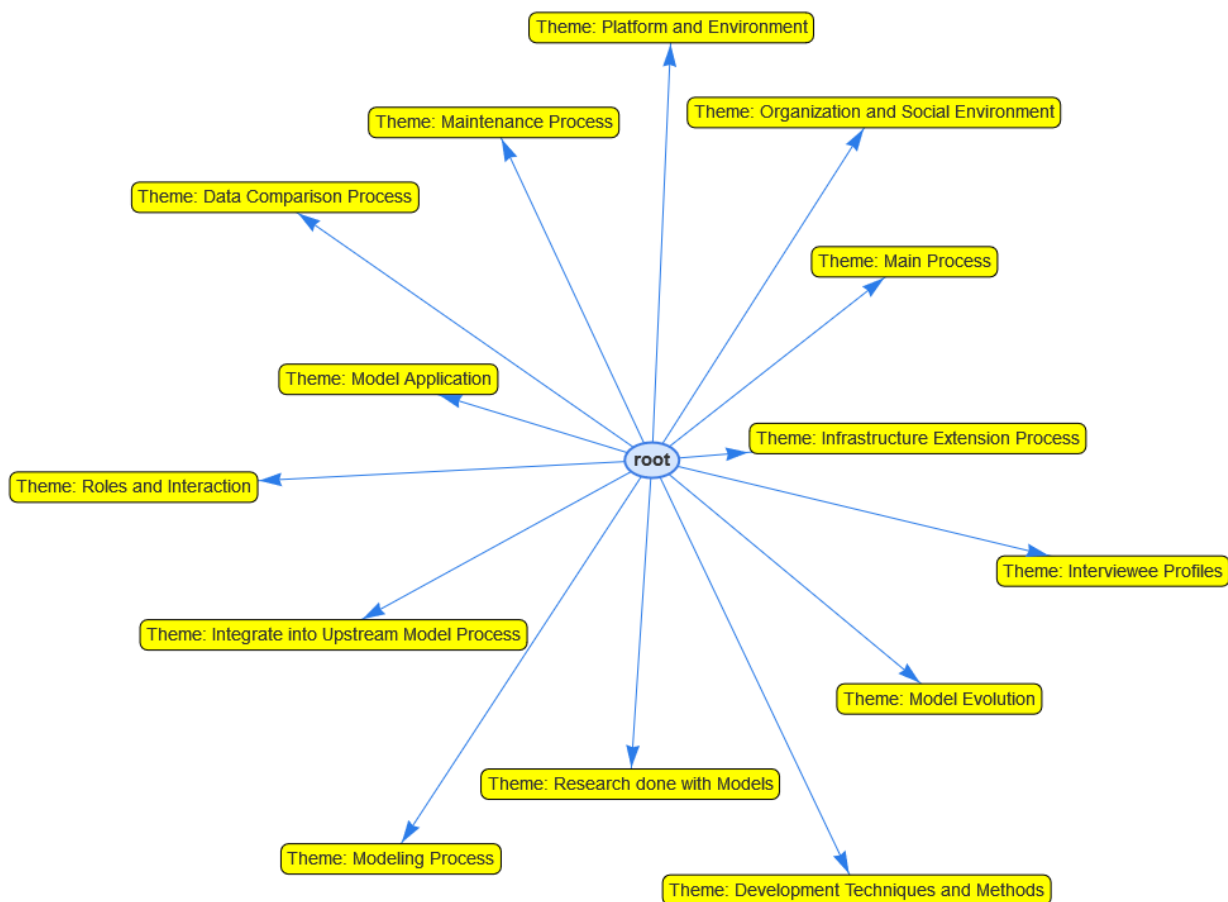 Theme: Platform and Environment
Theme: Organization and Social Environment
Theme: Maintenance Process
Theme: Data Comparison Process
Theme: Main Process
Theme: Model Application
Theme: Infrastructure Extension Process
root
Theme: Roles and Interaction
Theme: Interviewee Profiles
Theme: Integrate into Upstream Model Process
Theme: Model Evolution
Theme: Research done with Models
Theme: Modeling Process
Theme: Development Techniques and Methods